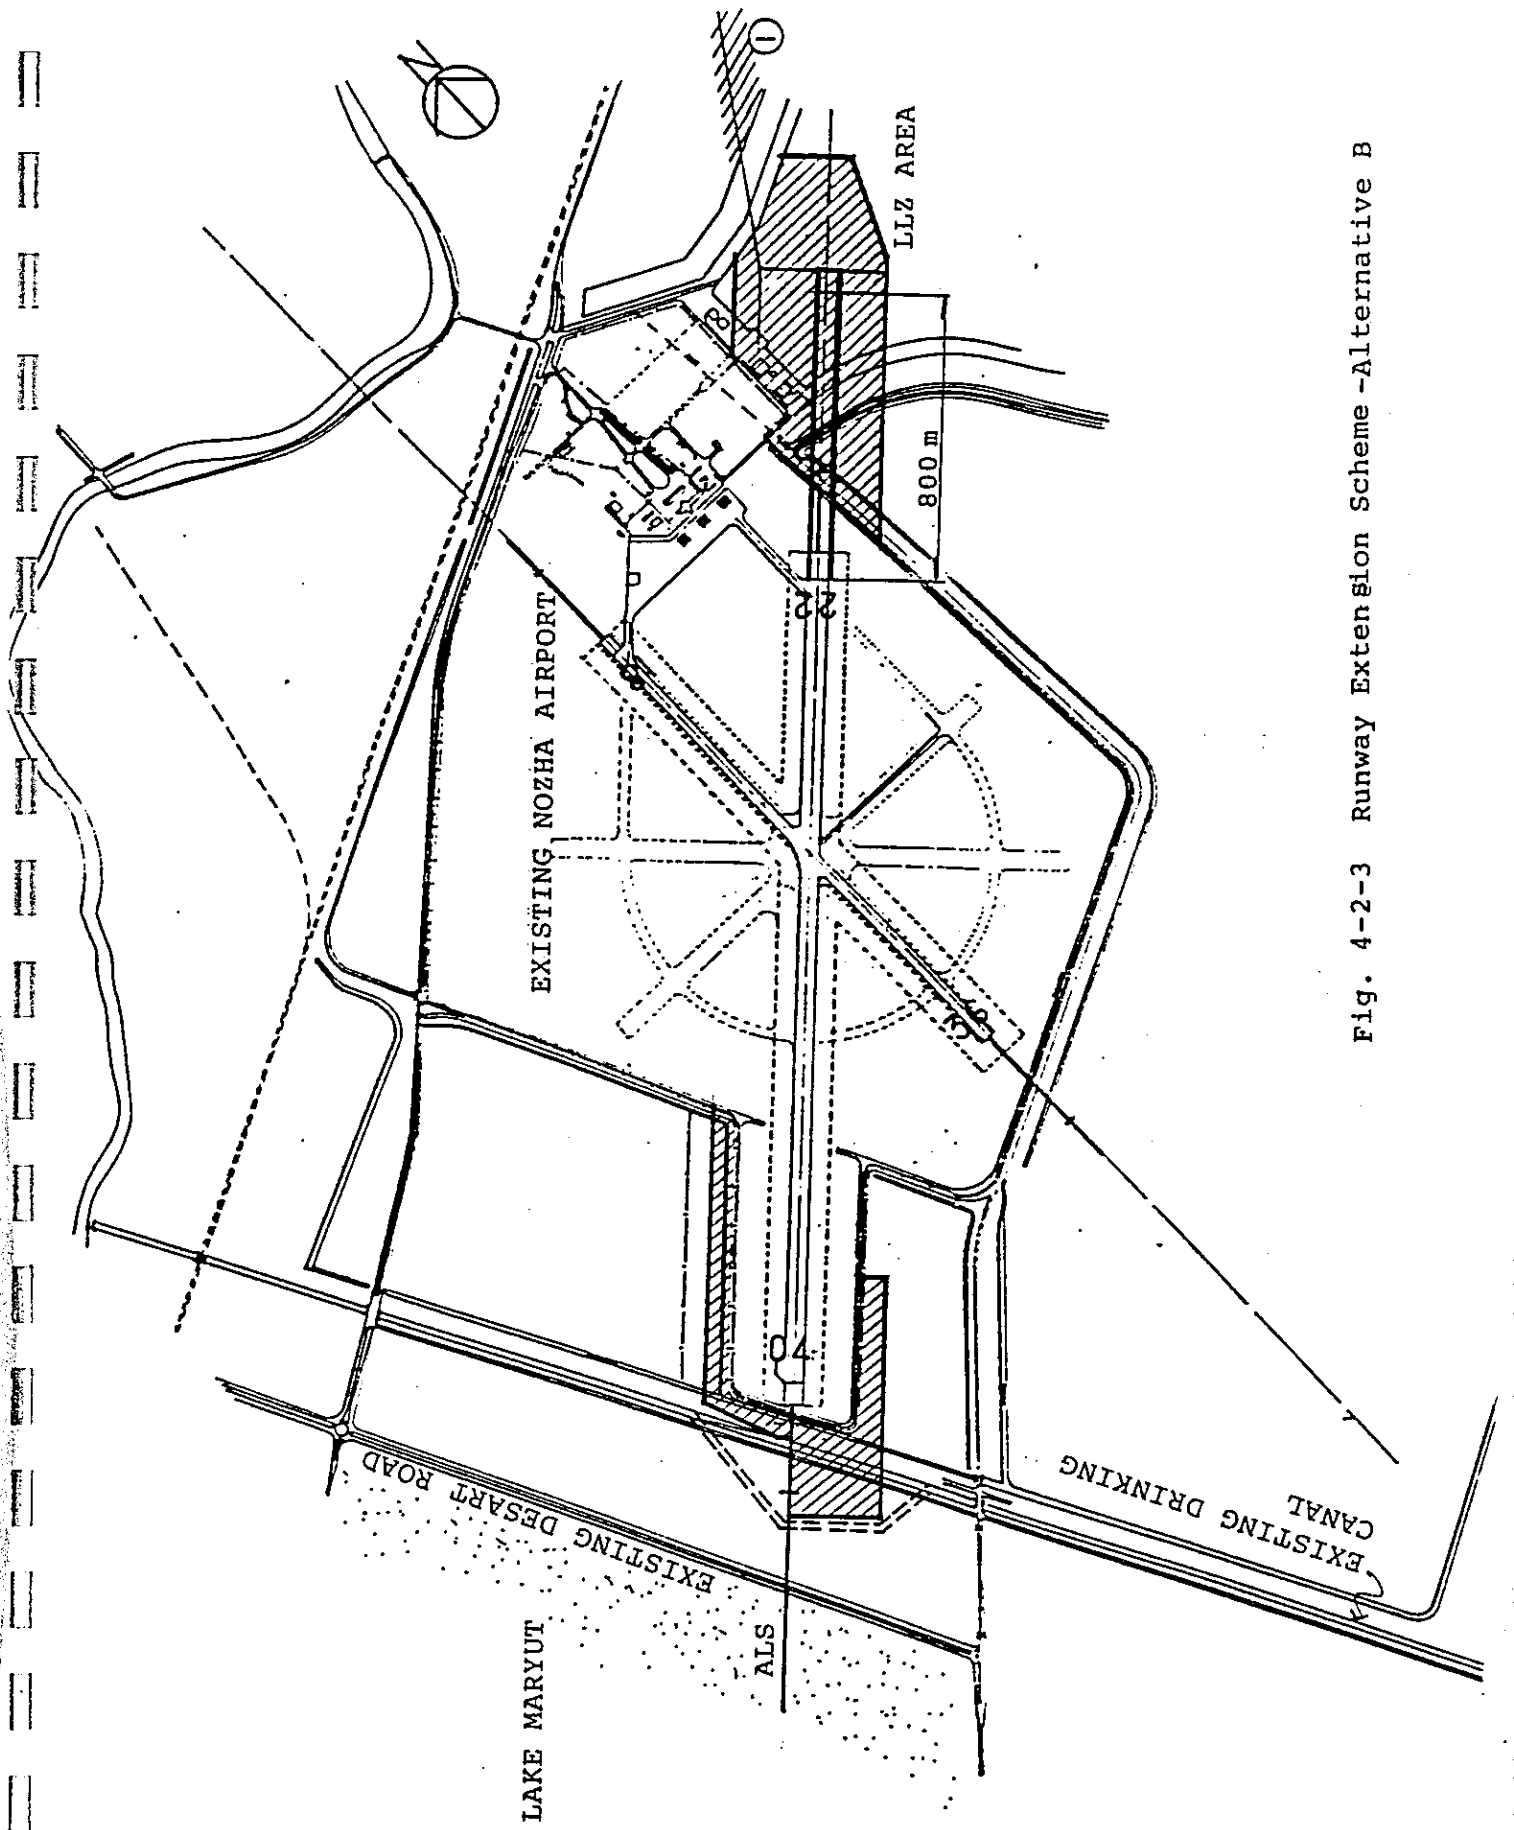 N
1
LLZ AREA
800 m
EXISTING NOZHA AIRPORT
22
18
36
04
EXISTING DESART ROAD
LAKE MARYUT
ALS
EXISTING DRINKING
CANAL
Fig. 4-2-3 Runway Extension Scheme -Alternative B